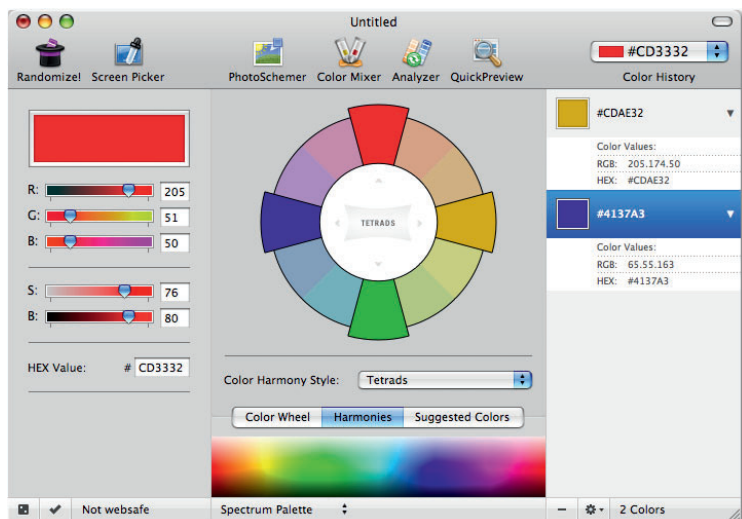 Untitled
Randomize! Screen Picker PhotoSchemer Color Mixer Analyzer QuickPreview
#CD3332
Color History
R: 205
G: 51
B: 50
S: 76
B: 80
HEX Value: # CD3332
TETRADS
Color Harmony Style: Tetrads
Color Wheel Harmonies Suggested Colors
#CDAE32
Color Values:
RGB: 205.174.50
HEX: #CDAE32
#4137A3
Color Values:
RGB: 65.55.163
HEX: #4137A3
Not websafe Spectrum Palette 2 Colors